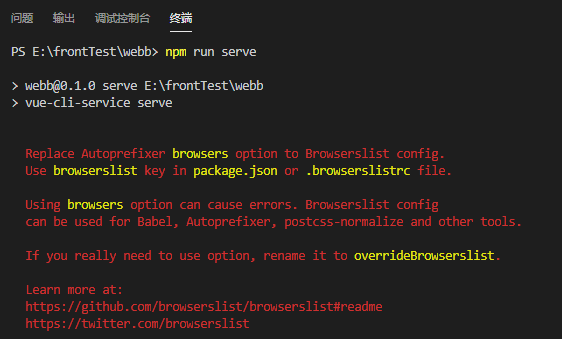 问题 输出 调试控制台 终端
PS E:\frontTest\webb> npm run serve
> webb@0.1.0 serve E:\frontTest\webb
> vue-cli-service serve
Replace Autoprefixer browsers option to Browserslist config.
Use browserslist key in package.json or .browserslistrc file.
Using browsers option can cause errors. Browserslist config
can be used for Babel, Autoprefixer, postcss-normalize and other tools.
If you really need to use option, rename it to overrideBrowserslist.
Learn more at:
https://github.com/browserslist/browserslist#readme
https://twitter.com/browserslist